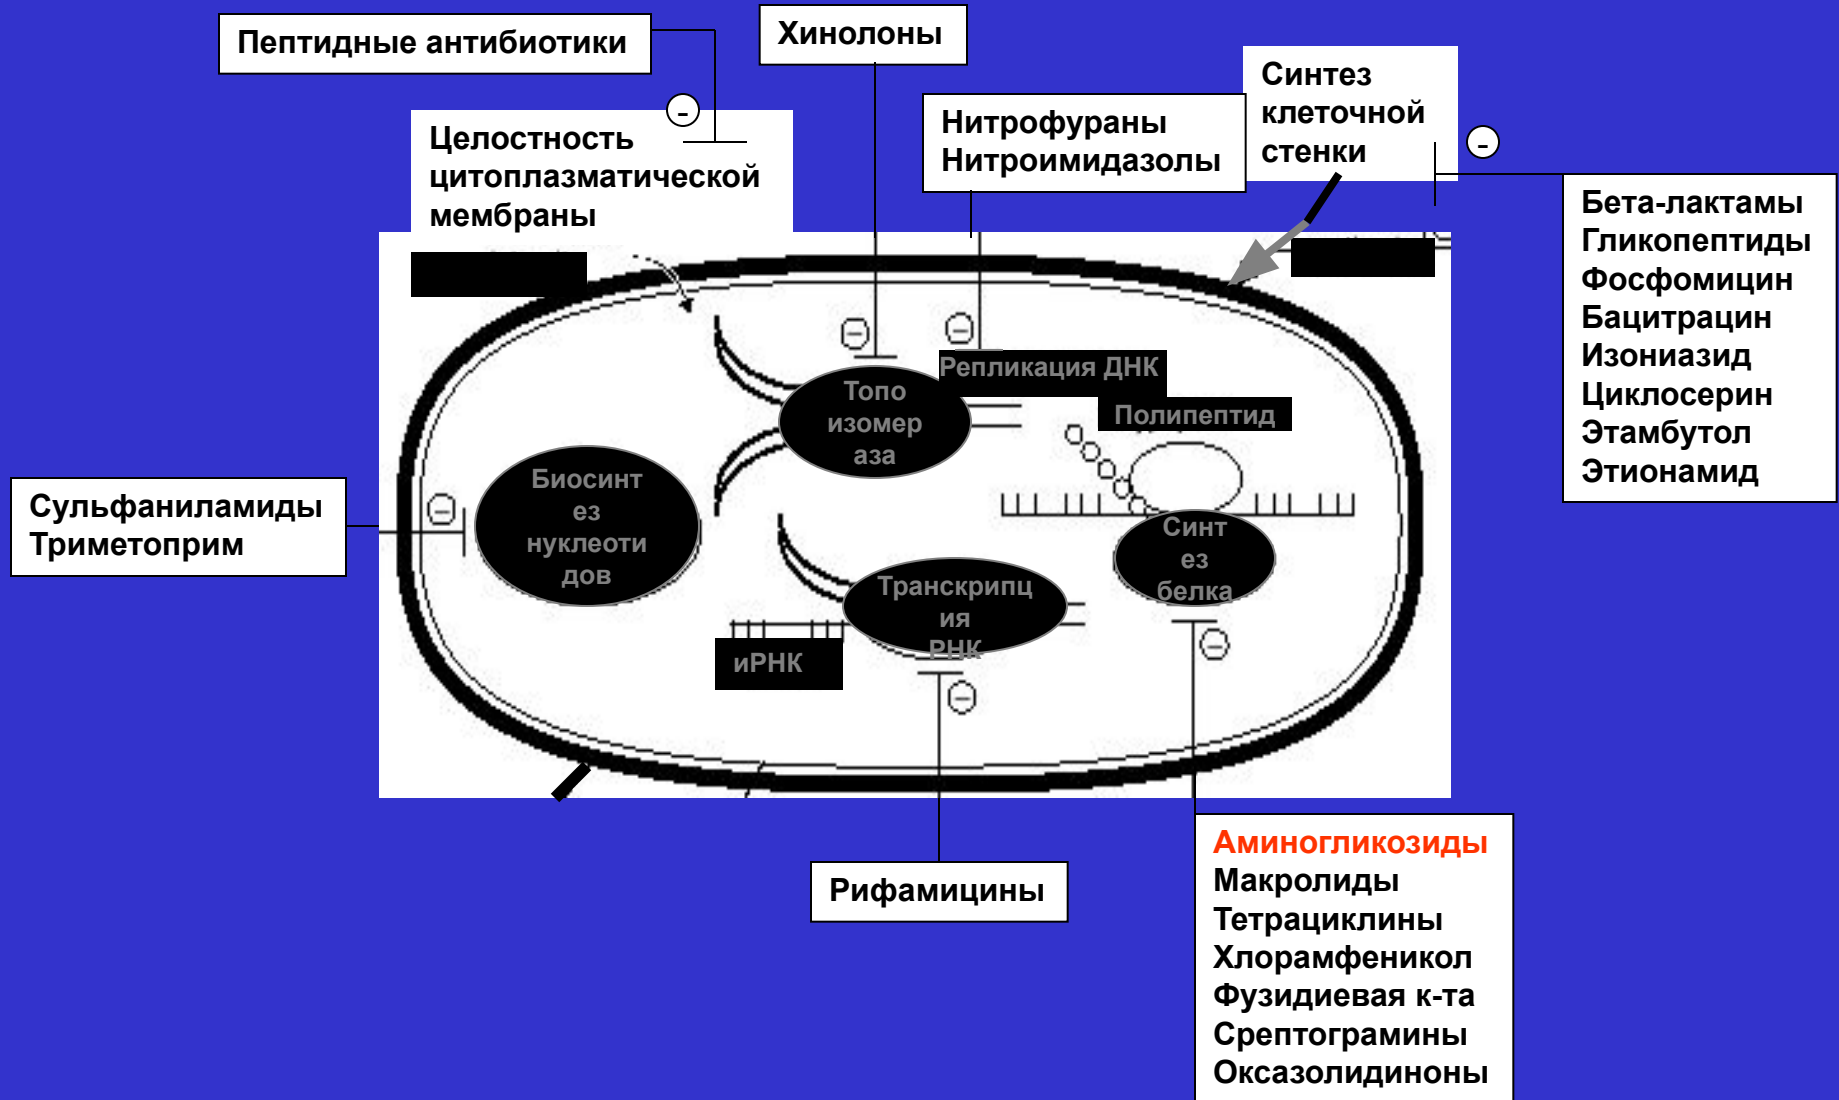 Пептидные антибиотики
Хинолоны
Целостность
цитоплазматической
мембраны
-
Нитрофураны
Нитроимидазолы
Синтез
клеточной
стенки
-
Бета-лактамы
Гликопептиды
Фосфомицин
Бацитрацин
Изониазид
Циклосерин
Этамбутол
Этионамид
Репликация ДНК
Топо
изомер
аза
Полипептид
Биосинт
ез
нуклеоти
дов
Сульфаниламиды
Триметоприм
Синт
ез
белка
Транскрипц
ия
РНК
иРНК
Рифамицины
Аминогликозиды
Макролиды
Тетрациклины
Хлорамфеникол
Фузидиевая к-та
Срептограмины
Оксазолидиноны